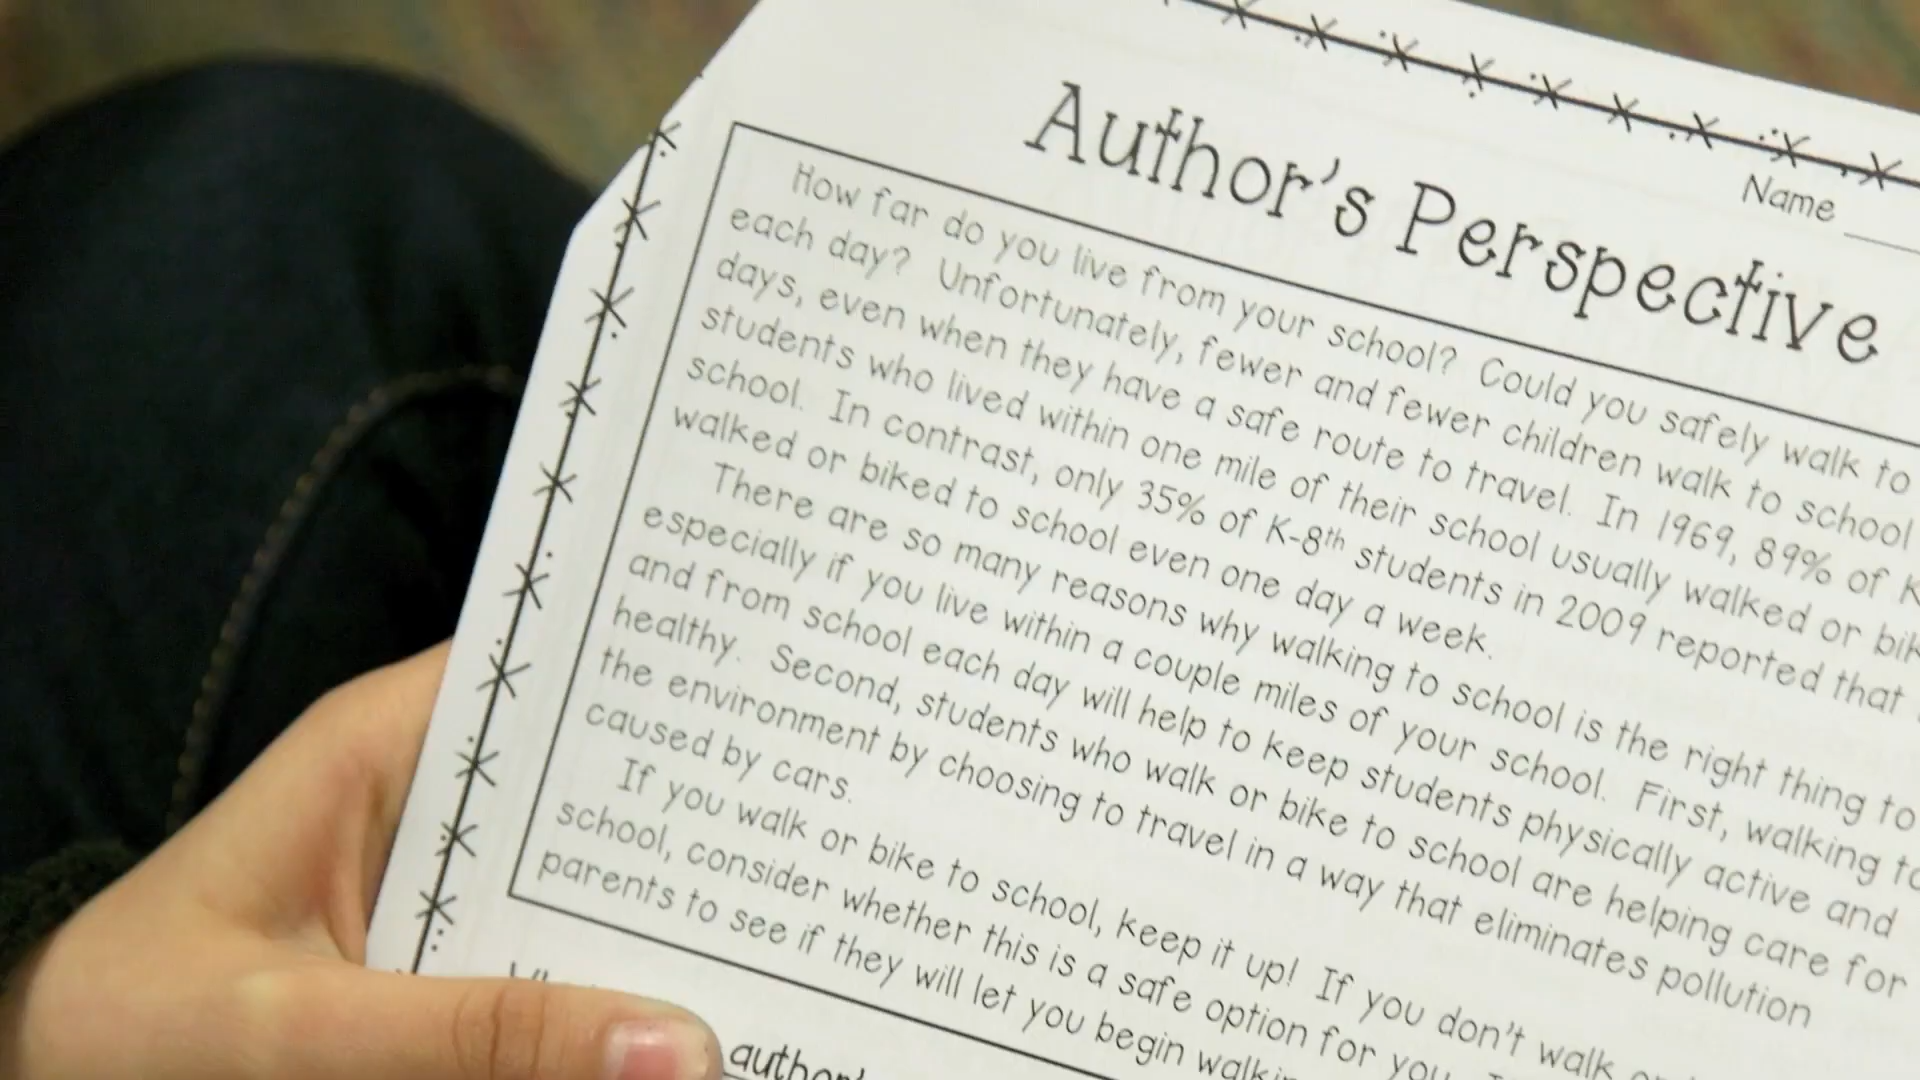 Name
Author's Perspective
How far do you live from your school? Could you safely walk to
each day? Unfortunately, fewer and fewer children walk to school
days, even when they have a safe route to travel. In 1969, 89% of
students who lived within one mile of their school usually walked or
school. In contrast, only 35% of K-8th students in 2009 reported that
walked or biked to school even one day a week.
There are so many reasons why walking to school is the right thing to
especially if you live within a couple miles of your school. First, walking to
and from school each day will help to keep students physically active and
healthy. Second, students who walk or bike to school are helping care for
the environment by choosing to travel in a way that eliminates pollution
caused by cars.
If you walk or bike to school, keep it up! If you don't walk
school, consider whether this is a safe option for you.
parents to see if they will let you begin
author's